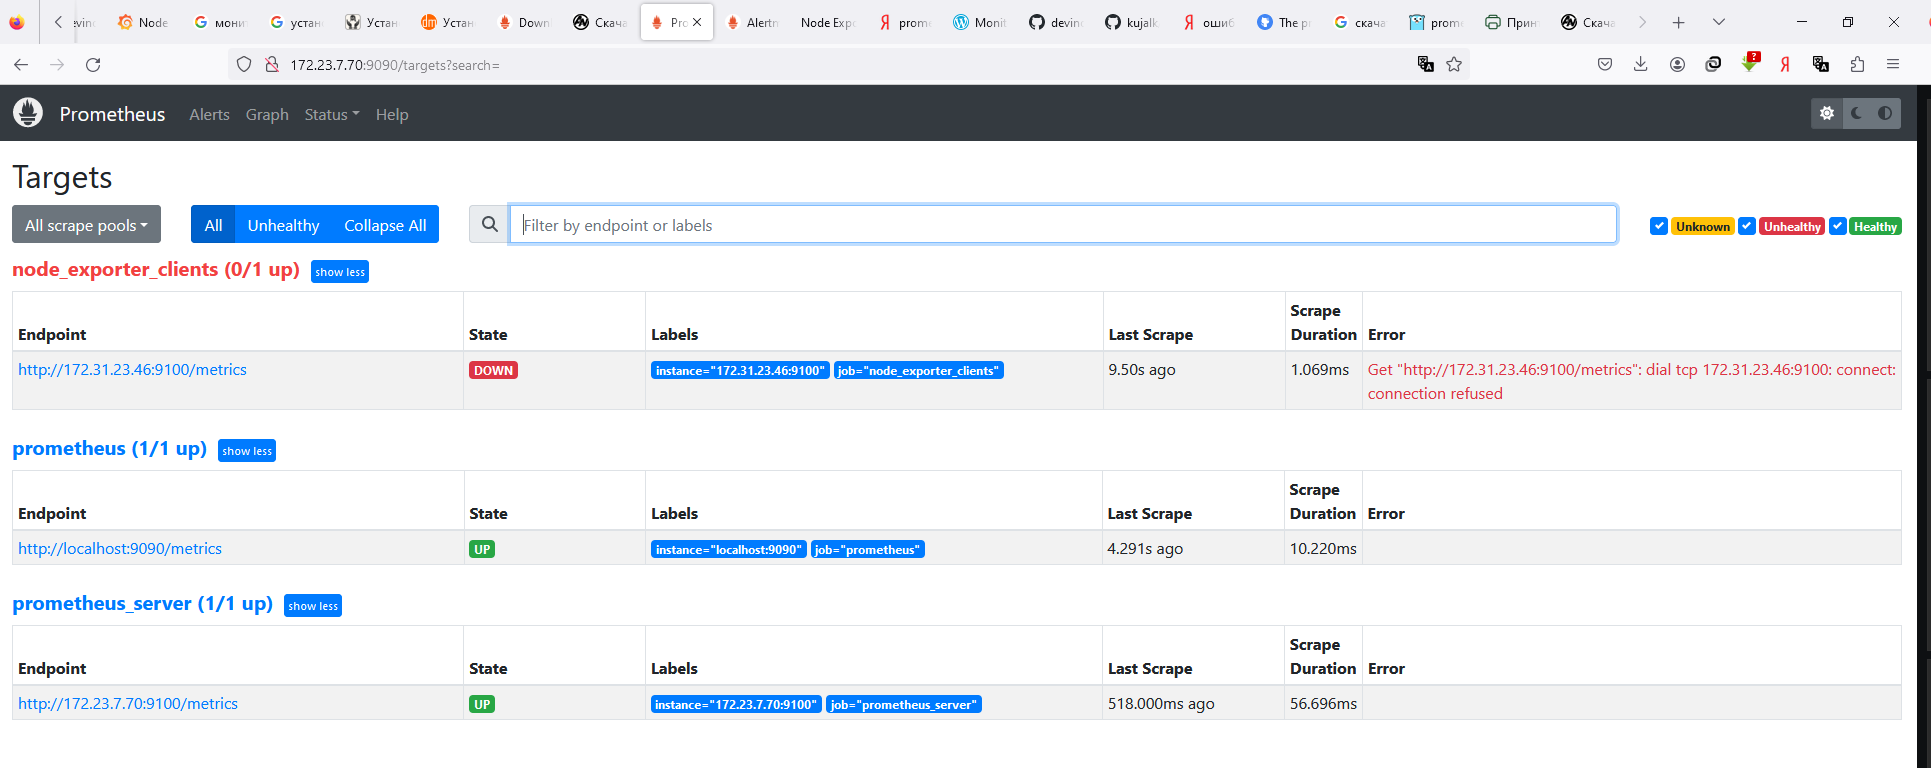 evino
Node
мони
устан
Устан
Устан
Down
Скача
Pro
Alertm
Node Expo
prome
Monit
devino
kujalk
ошиб
The p
скача
prome
Прин
Скача
172.23.7.70:9090/targets?search=
Prometheus Alerts Graph Status Help
Targets
All scrape pools All Unhealthy Collapse All Filter by endpoint or labels Unknown Unhealthy Healthy
node_exporter_clients (0/1 up) show less
Endpoint State Labels Last Scrape Scrape Duration Error
http://172.31.23.46:9100/metrics DOWN instance="172.31.23.46:9100" job="node_exporter_clients" 9.50s ago 1.069ms Get "http://172.31.23.46:9100/metrics": dial tcp 172.31.23.46:9100: connect:
connection refused
prometheus (1/1 up) show less
Endpoint State Labels Last Scrape Scrape Duration Error
http://localhost:9090/metrics UP instance="localhost:9090" job="prometheus" 4.291s ago 10.220ms
prometheus_server (1/1 up) show less
Endpoint State Labels Last Scrape Scrape Duration Error
http://172.23.7.70:9100/metrics UP instance="172.23.7.70:9100" job="prometheus_server" 518.000ms ago 56.696ms